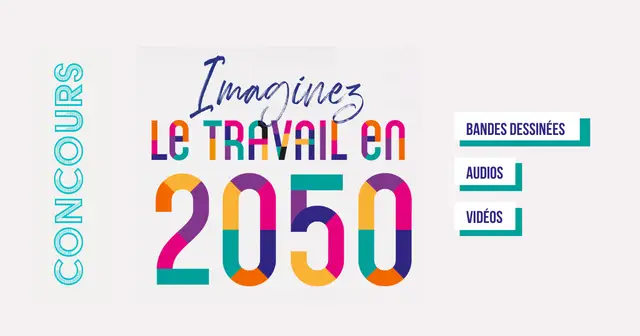 CONCOURS
Imaginez
Le TRAVAIL en
2050
BANDES DESSINÉES
AUDIOS
VIDÉOS